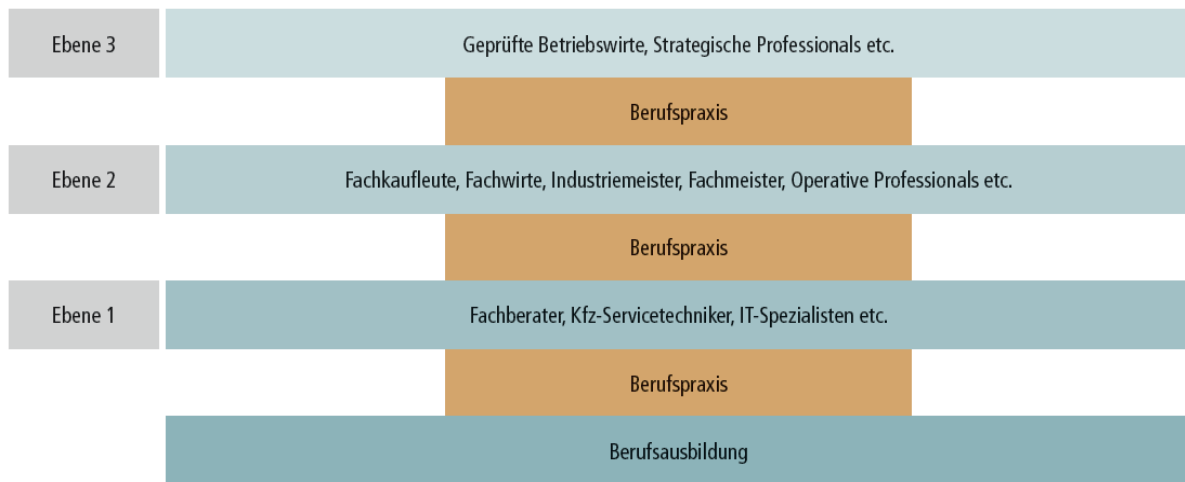 Ebene 3
Geprüfte Betriebswirte, Strategische Professionals etc.
Berufspraxis
Ebene 2
Fachkaufleute, Fachwirte, Industriemeister, Fachmeister, Operative Professionals etc.
Berufspraxis
Ebene 1
Fachberater, Kfz-Servicetechniker, IT-Spezialisten etc.
Berufspraxis
Berufsausbildung